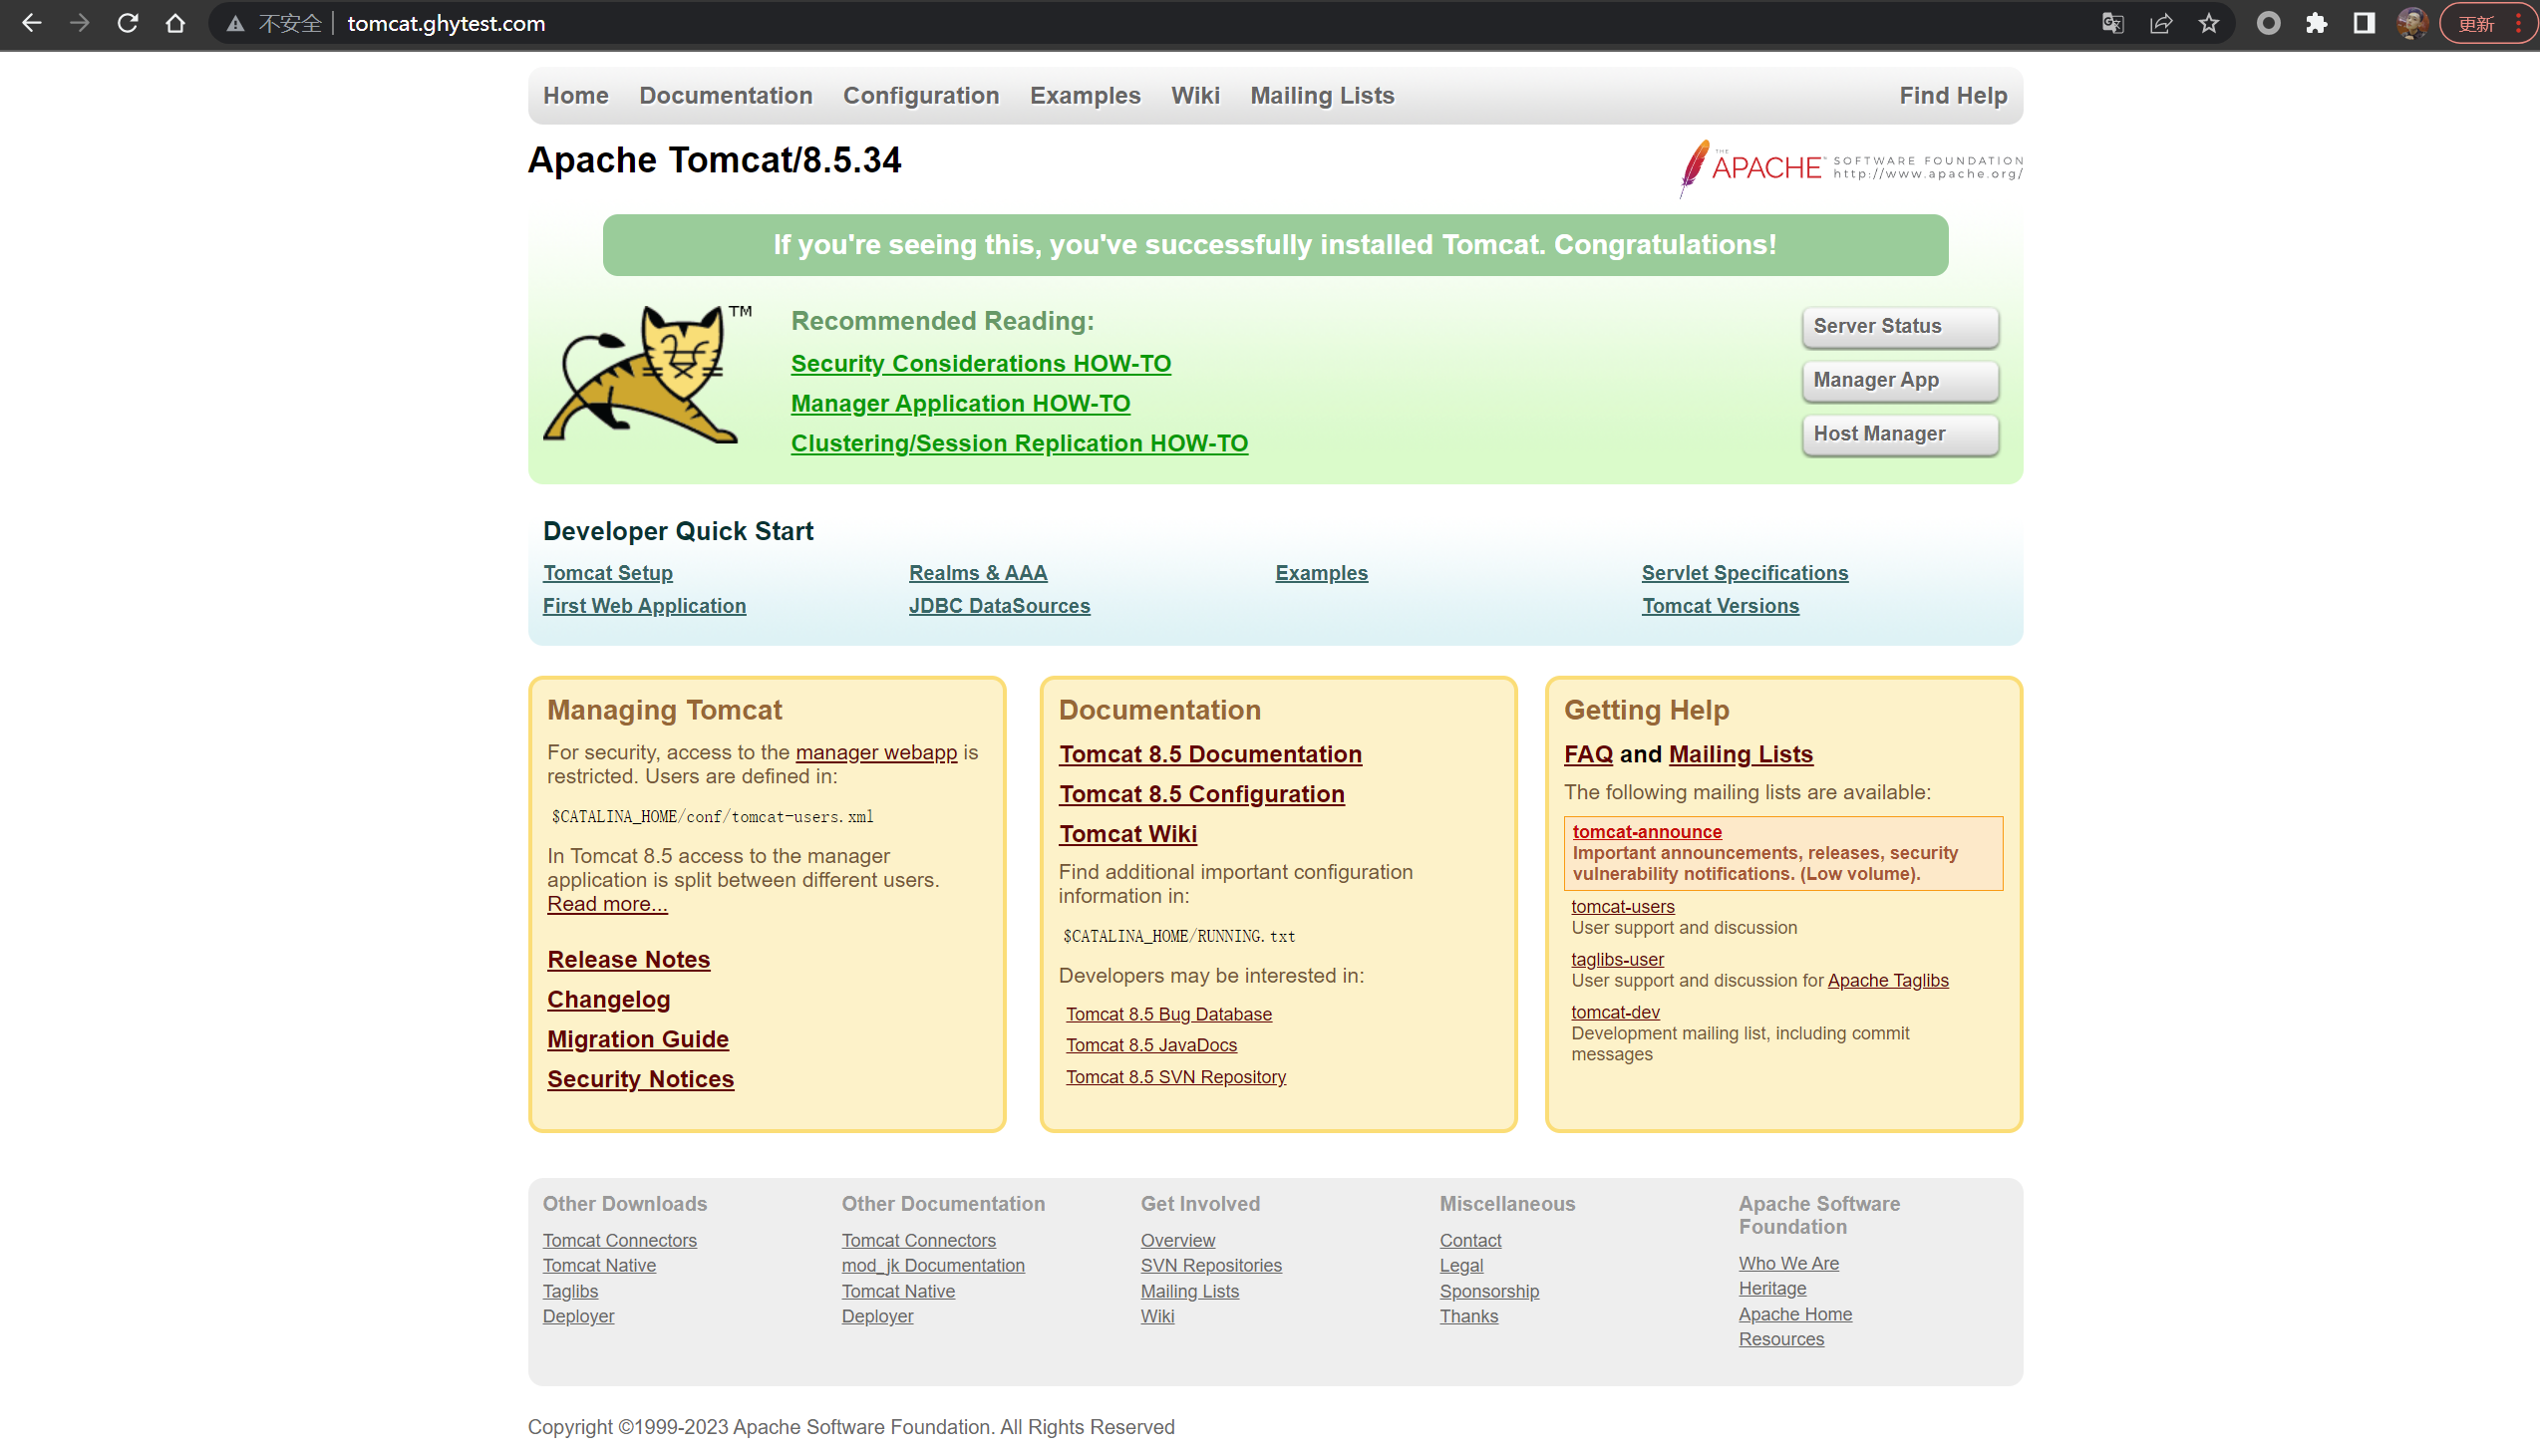 不安全 tomcat.ghytest.com 更新
Home Documentation Configuration Examples Wiki Mailing Lists Find Help
Apache Tomcat/8.5.34
THE APACHE™ SOFTWARE FOUNDATION
http://www.apache.org/
If you're seeing this, you've successfully installed Tomcat. Congratulations!
TM
Recommended Reading:
Security Considerations HOW-TO
Manager Application HOW-TO
Clustering/Session Replication HOW-TO
Server Status
Manager App
Host Manager
Developer Quick Start
Tomcat Setup
First Web Application
Realms & AAA
JDBC DataSources
Examples
Servlet Specifications
Tomcat Versions
Managing Tomcat
For security, access to the manager webapp is
restricted. Users are defined in:
$CATALINA_HOME/conf/tomcat-users.xml
In Tomcat 8.5 access to the manager
application is split between different users.
Read more...
Release Notes
Changelog
Migration Guide
Security Notices
Documentation
Tomcat 8.5 Documentation
Tomcat 8.5 Configuration
Tomcat Wiki
Find additional important configuration
information in:
$CATALINA_HOME/RUNNING.txt
Developers may be interested in:
Tomcat 8.5 Bug Database
Tomcat 8.5 JavaDocs
Tomcat 8.5 SVN Repository
Getting Help
FAQ and Mailing Lists
The following mailing lists are available:
tomcat-announce
Important announcements, releases, security
vulnerability notifications. (Low volume).
tomcat-users
User support and discussion
taglibs-user
User support and discussion for Apache Taglibs
tomcat-dev
Development mailing list, including commit
messages
Other Downloads
Tomcat Connectors
Tomcat Native
Taglibs
Deployer
Other Documentation
Tomcat Connectors
mod_jk Documentation
Tomcat Native
Deployer
Get Involved
Overview
SVN Repositories
Mailing Lists
Wiki
Miscellaneous
Contact
Legal
Sponsorship
Thanks
Apache Software
Foundation
Who We Are
Heritage
Apache Home
Resources
Copyright ©1999-2023 Apache Software Foundation. All Rights Reserved